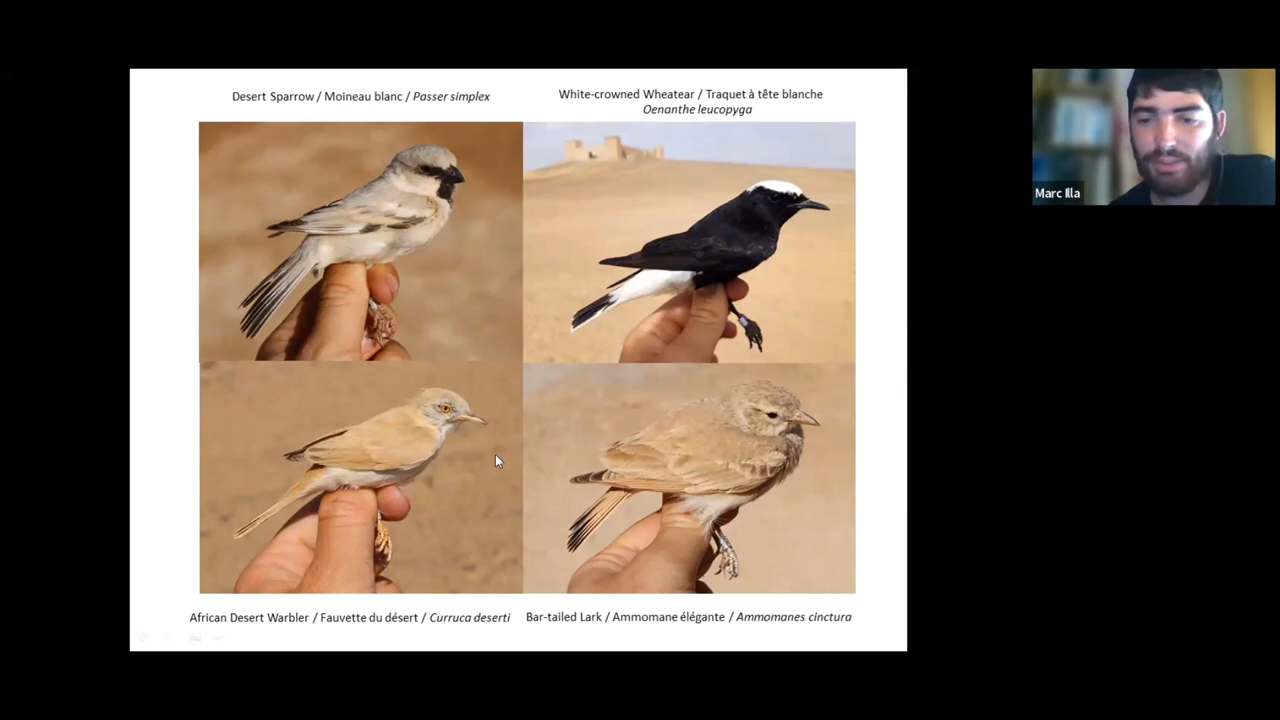 Desert Sparrow / Moineau blanc / Passer simplex
White-crowned Wheatear / Traquet à tête blanche
Oenanthe leucopyga
Marc Illa
African Desert Warbler / Fauvette du désert / Curruca deserti
Bar-tailed Lark / Ammomane élégante / Ammomanes cinctura